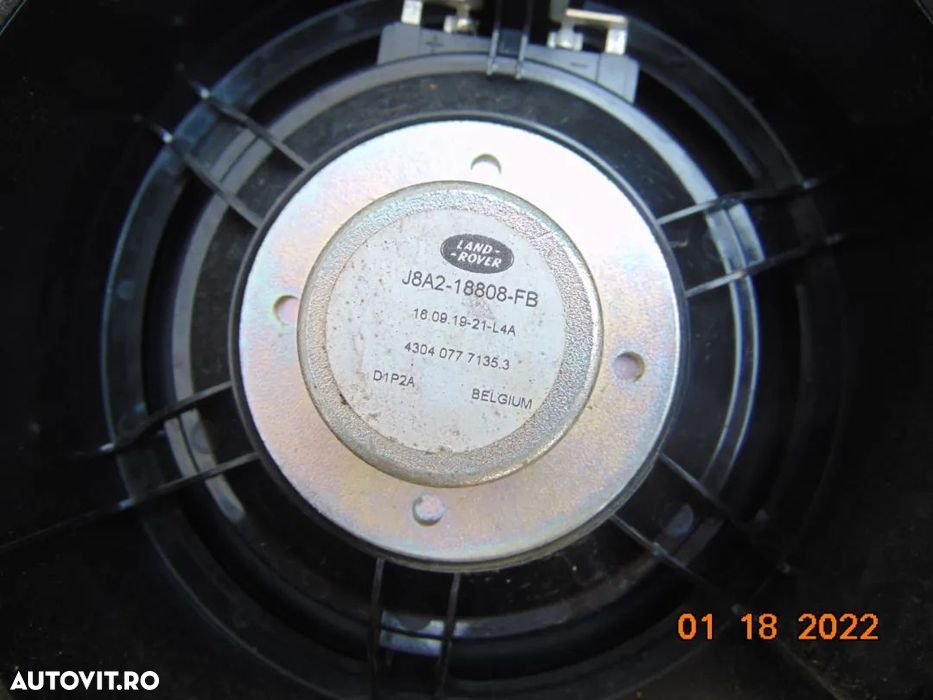 + -
LAND-
-ROVER
J8A2-18808-FB
16.09.19-21-L4A
4304 077 7135.3
D1P2A BELGIUM
01 18 2022
AUTOVIT.RO